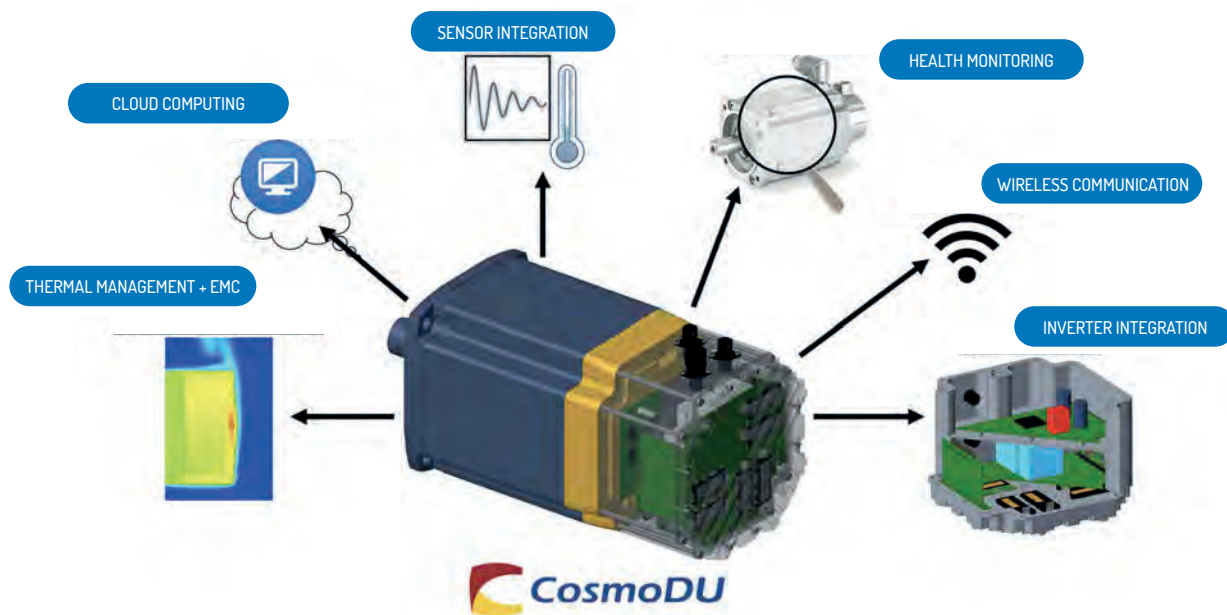 SENSOR INTEGRATION
HEALTH MONITORING
CLOUD COMPUTING
WIRELESS COMMUNICATION
THERMAL MANAGEMENT + EMC
INVERTER INTEGRATION
CosmoDU